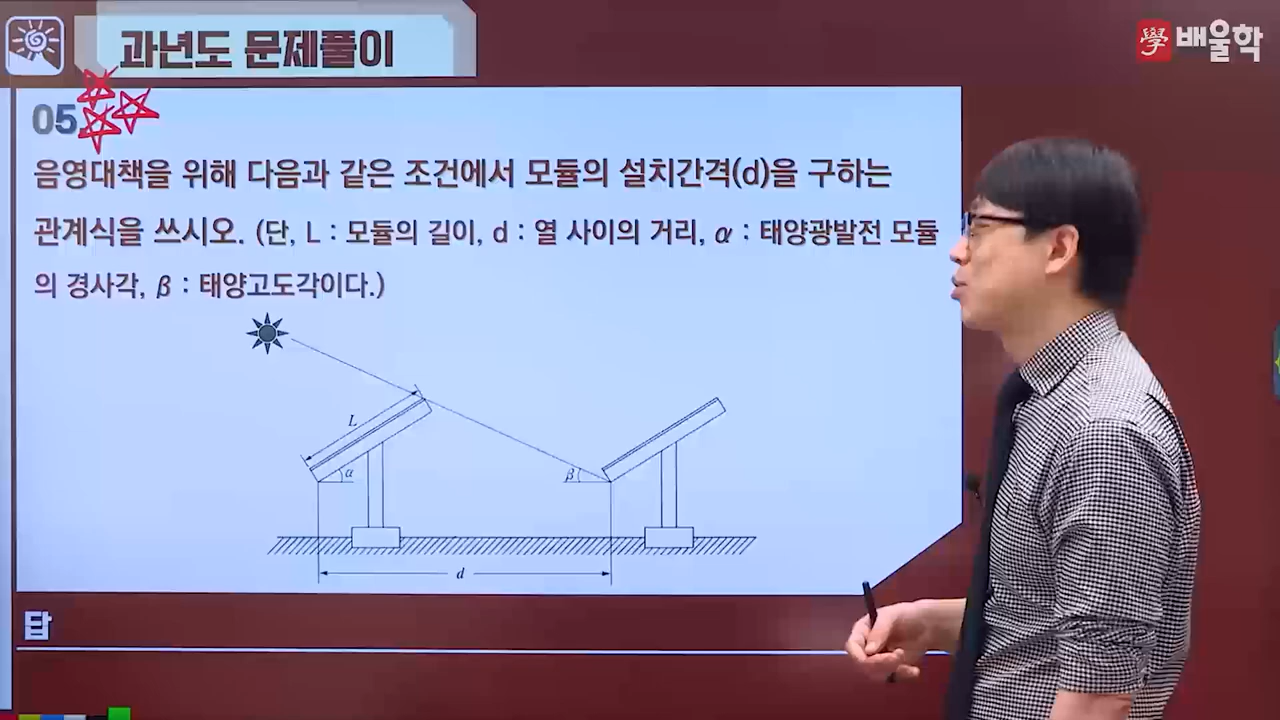 과년도 문제풀이
學 배울학
05.
음영대책을 위해 다음과 같은 조건에서 모듈의 설치간격(d)을 구하는
관계식을 쓰시오. (단, L : 모듈의 길이, d : 열 사이의 거리, α : 태양광발전 모듈
의 경사각, β : 태양고도각이다.)
L
α
β
d
답